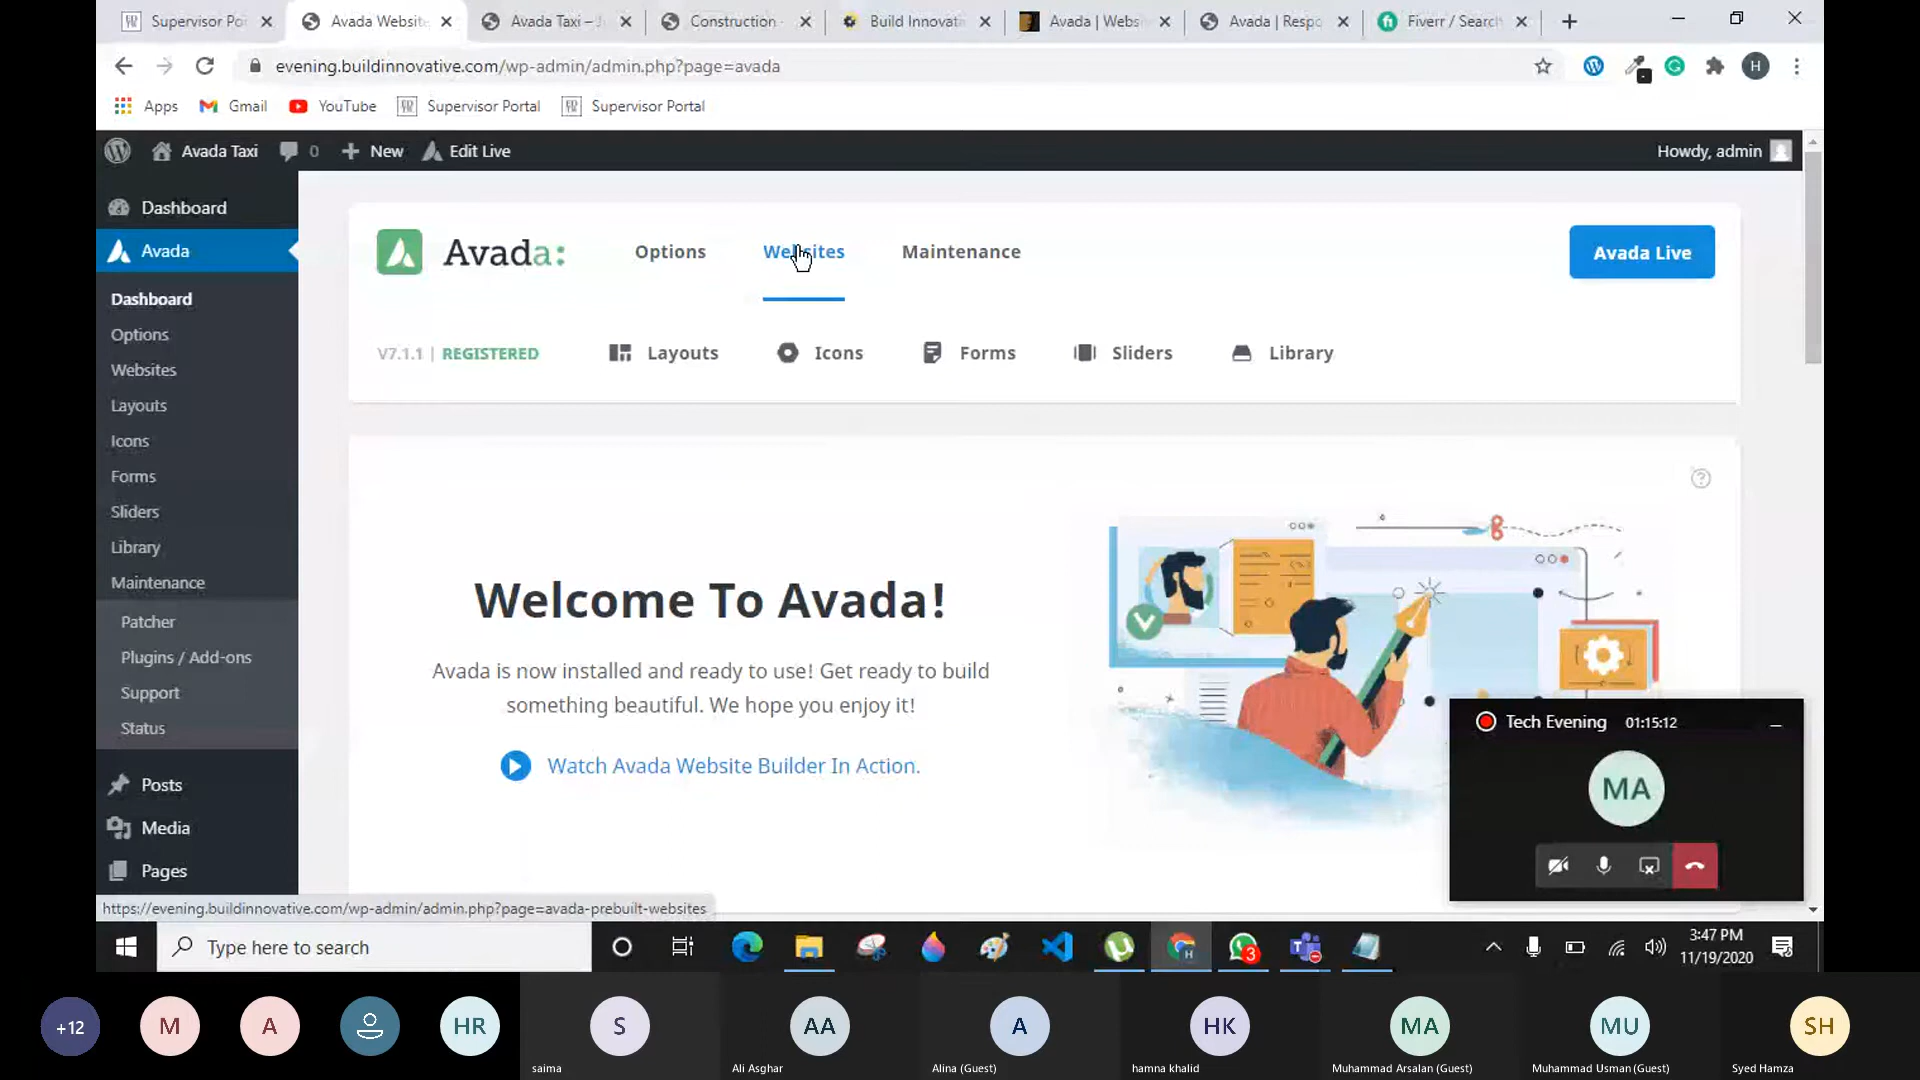 Supervisor Po
Avada Website
Avada Taxi – J
Construction -
Build Innovati
Avada | Webs
Avada | Respo
Fiverr / Search
evening.buildinnovative.com/wp-admin/admin.php?page=avada
H
Apps
Gmail
YouTube
Supervisor Portal
Supervisor Portal
Avada Taxi
0
New
Edit Live
Howdy, admin
Dashboard
Avada
Dashboard
Options
Websites
Layouts
Icons
Forms
Sliders
Library
Maintenance
Patcher
Plugins / Add-ons
Support
Status
Posts
Media
Pages
Avada:
Options
Websites
Maintenance
Avada Live
V7.1.1 | REGISTERED
Layouts
Icons
Forms
Sliders
Library
Welcome To Avada!
Avada is now installed and ready to use! Get ready to build
something beautiful. We hope you enjoy it!
Watch Avada Website Builder In Action.
Tech Evening 01:15:12
MA
https://evening.buildinnovative.com/wp-admin/admin.php?page=avada-prebuilt-websites
Type here to search
3
3:47 PM
11/19/2020
+12
M
A
HR
S
AA
A
HK
MA
MU
SH
saima
Ali Asghar
Alina (Guest)
hamna khalid
Muhammad Arsalan (Guest)
Muhammad Usman (Guest)
Syed Hamza